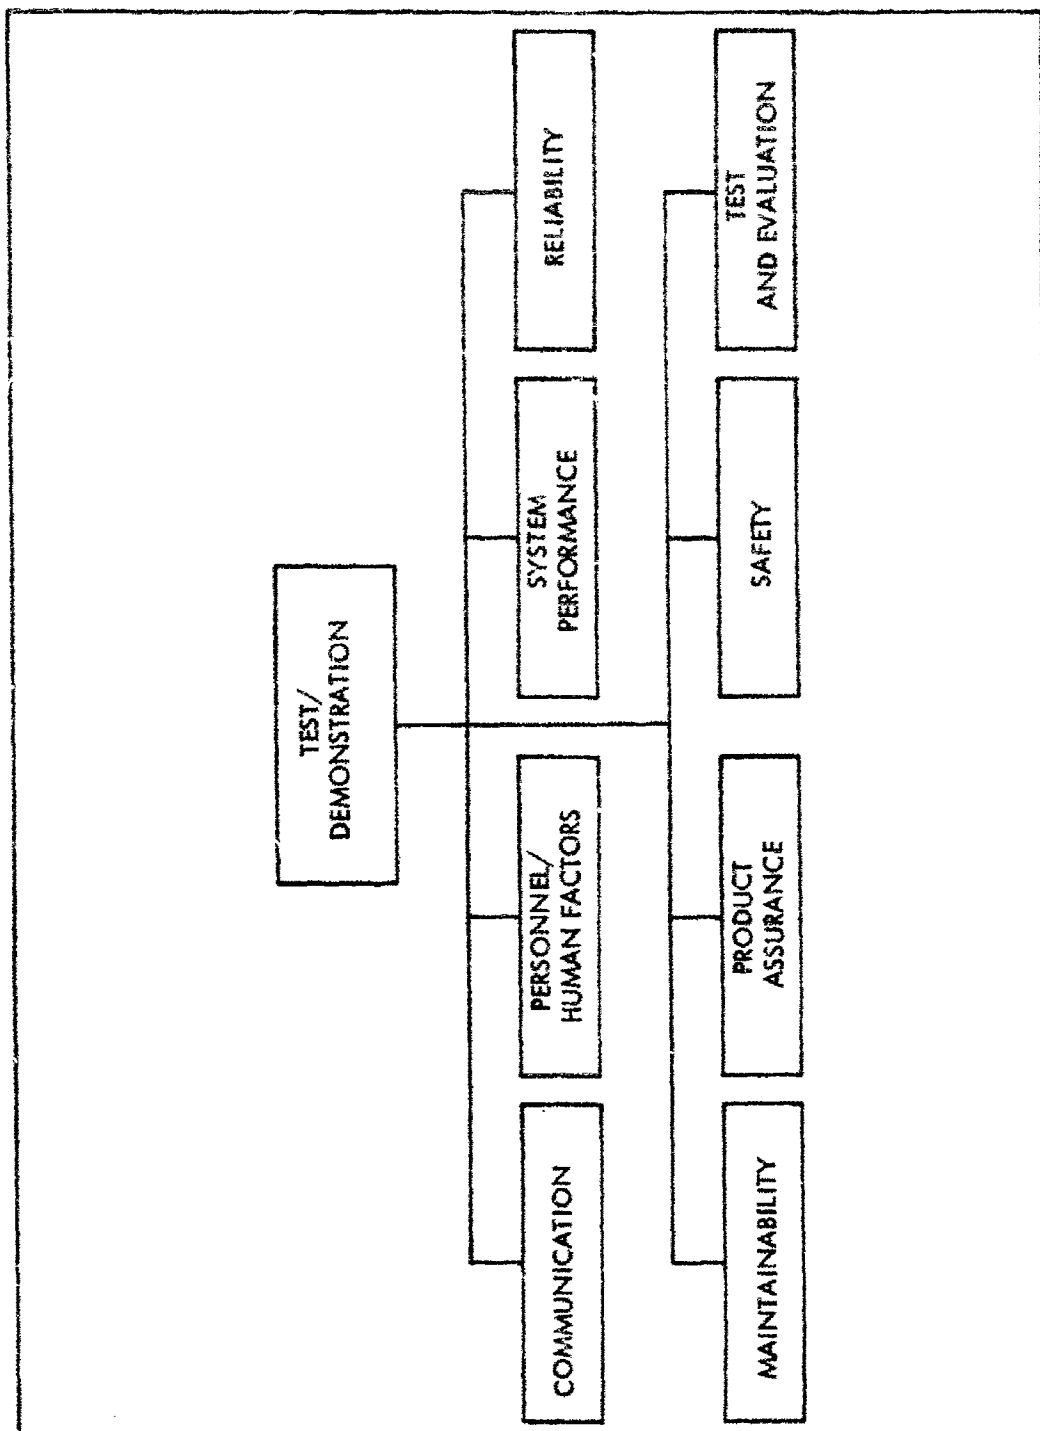 TEST/
DEMONSTRATION
COMMUNICATION
PERSONNEL/
HUMAN FACTORS
SYSTEM
PERFORMANCE
RELIABILITY
MAINTAINABILITY
PRODUCT
ASSURANCE
SAFETY
TEST
AND EVALUATION